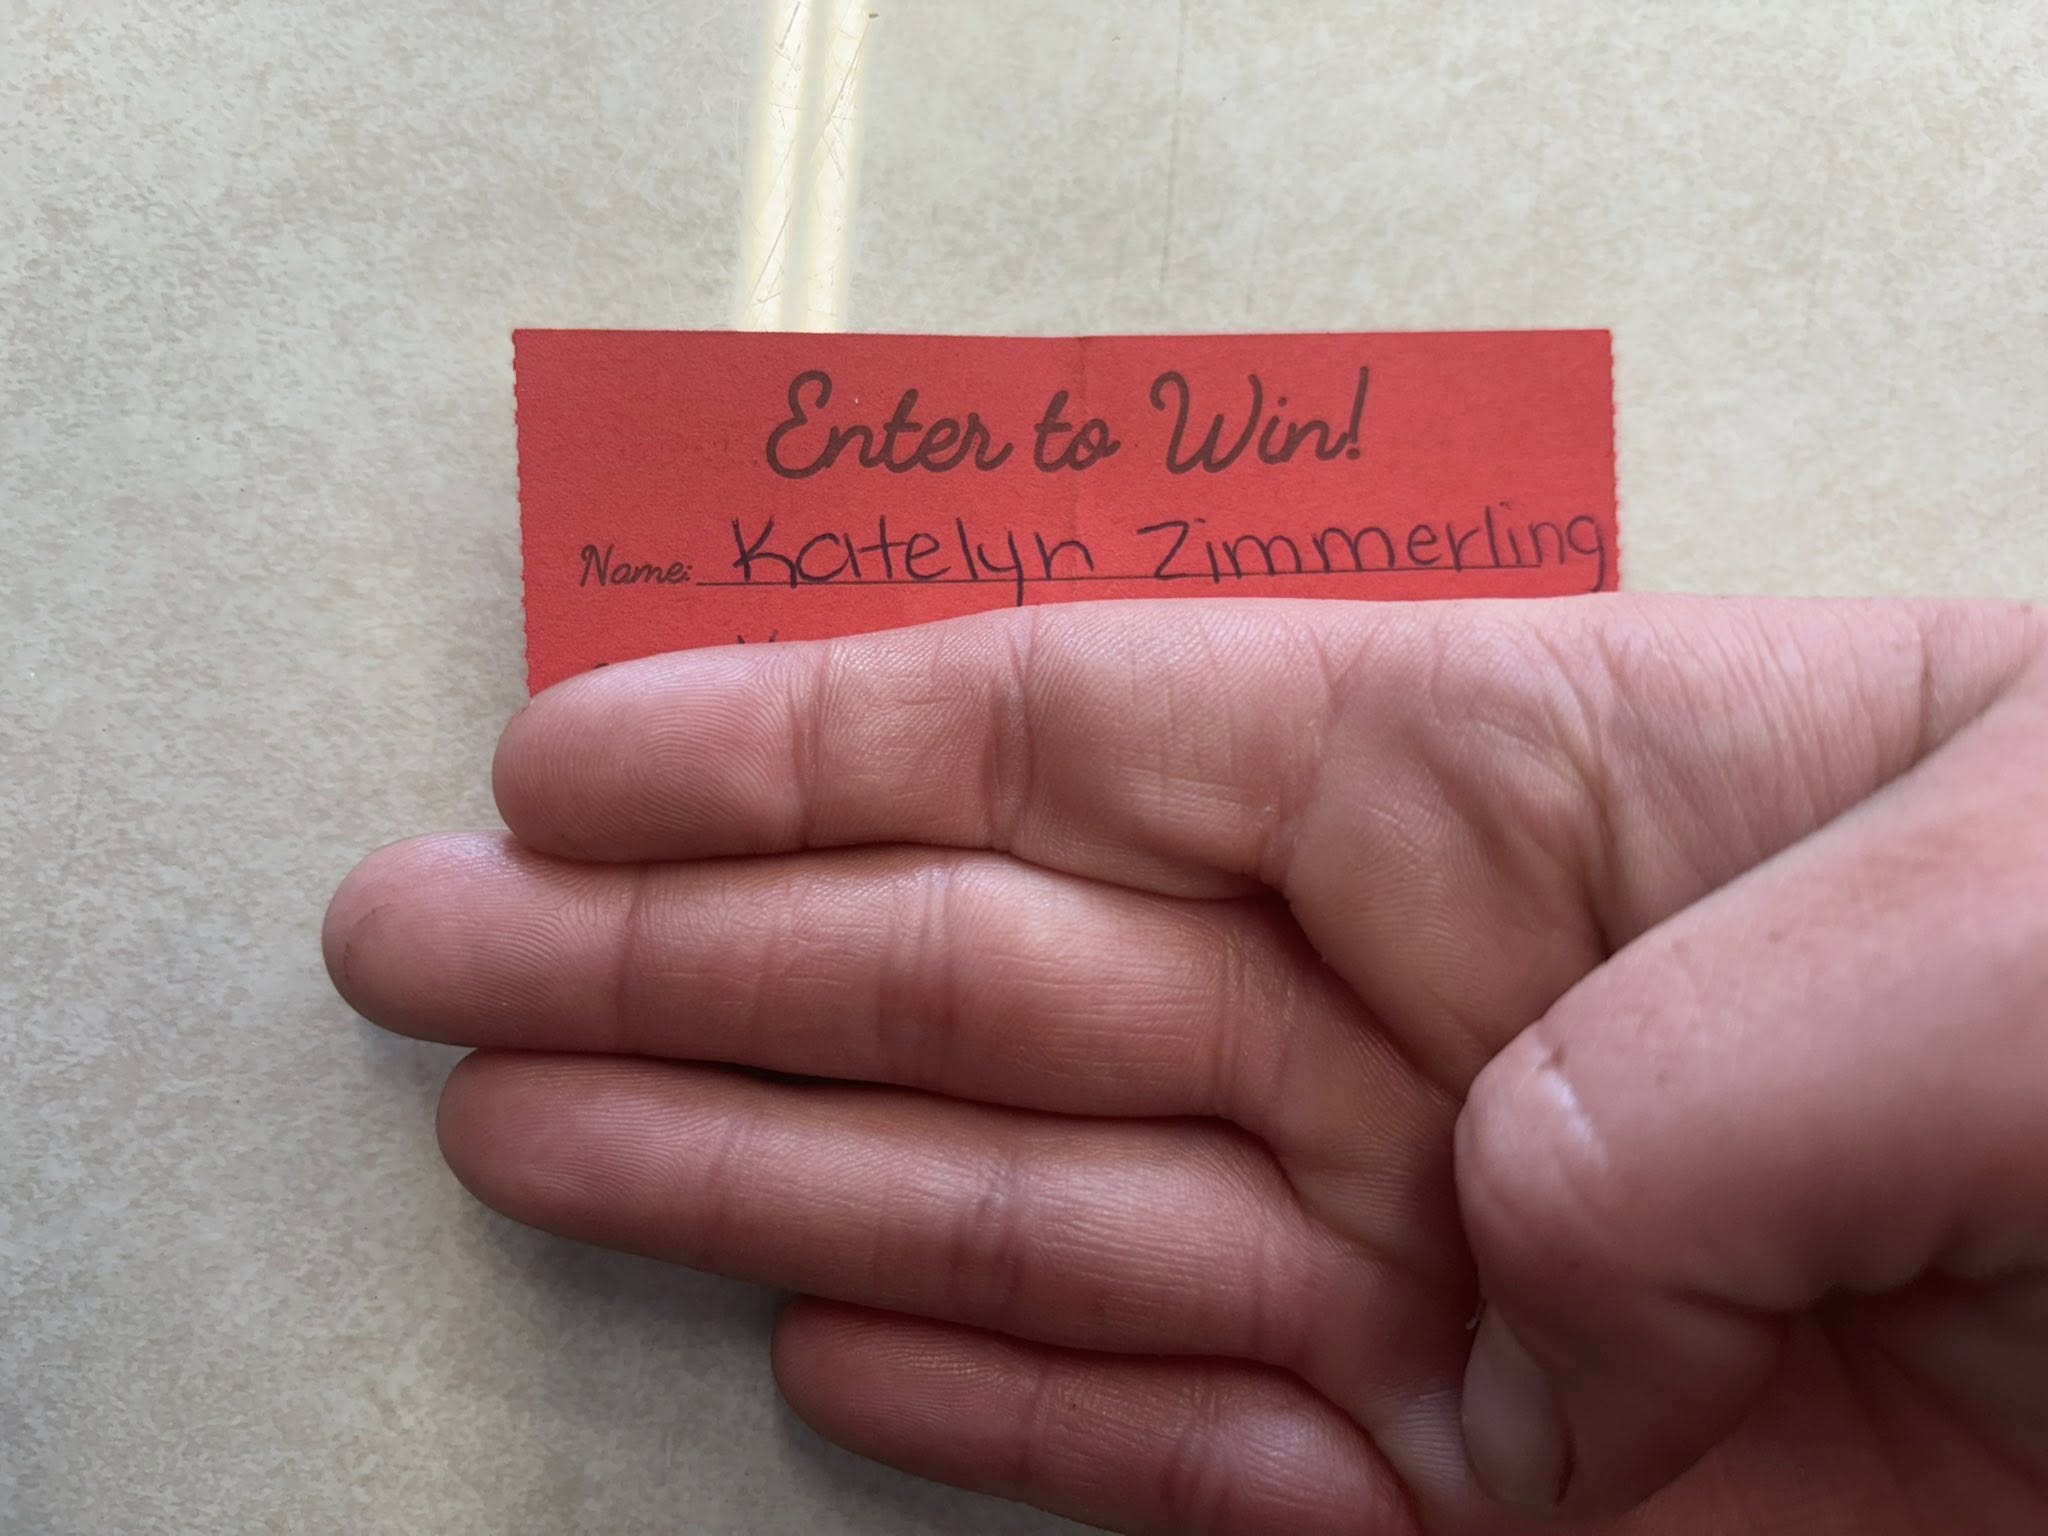 Enter to Win!
Name: Katelyn Zimmerling